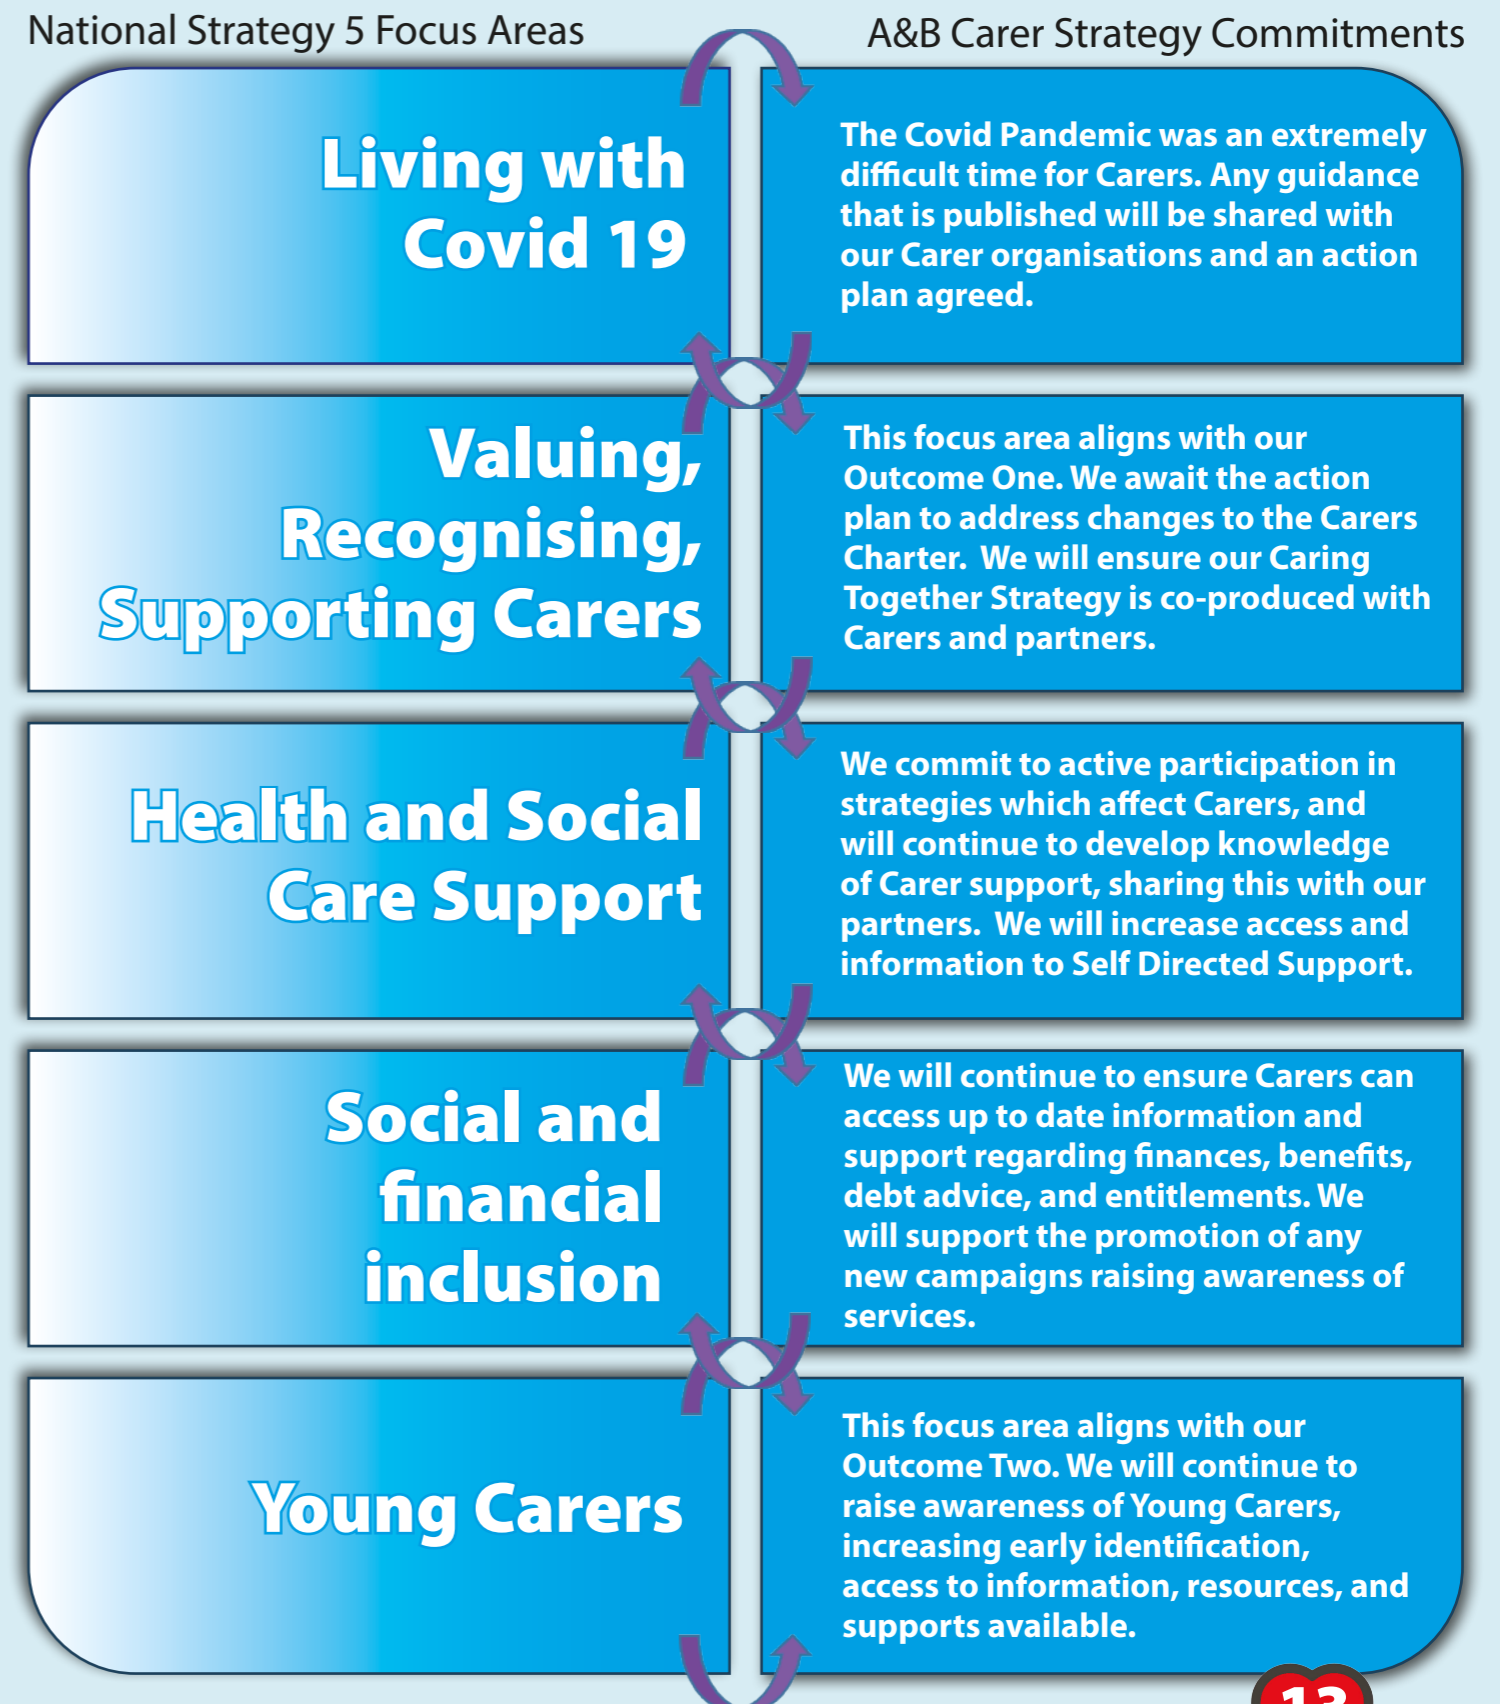 National Strategy 5 Focus Areas
A&B Carer Strategy Commitments
Living with
Covid 19
The Covid Pandemic was an extremely
difficult time for Carers. Any guidance
that is published will be shared with
our Carer organisations and an action
plan agreed.
Valuing,
Recognising,
Supporting Carers
This focus area aligns with our
Outcome One. We await the action
plan to address changes to the Carers
Charter.  We will ensure our Caring
Together Strategy is co-produced with
Carers and partners.
Health and Social
Care Support
We commit to active participation in
strategies which affect Carers, and
will continue to develop knowledge
of Carer support, sharing this with our
partners.  We will increase access and
information to Self Directed Support.
Social and
financial
inclusion
We will continue to ensure Carers can
access up to date information and
support regarding finances, benefits,
debt advice, and entitlements. We
will support the promotion of any
new campaigns raising awareness of
services.
Young Carers
This focus area aligns with our
Outcome Two. We will continue to
raise awareness of Young Carers,
increasing early identification,
access to information, resources, and
supports available.
13